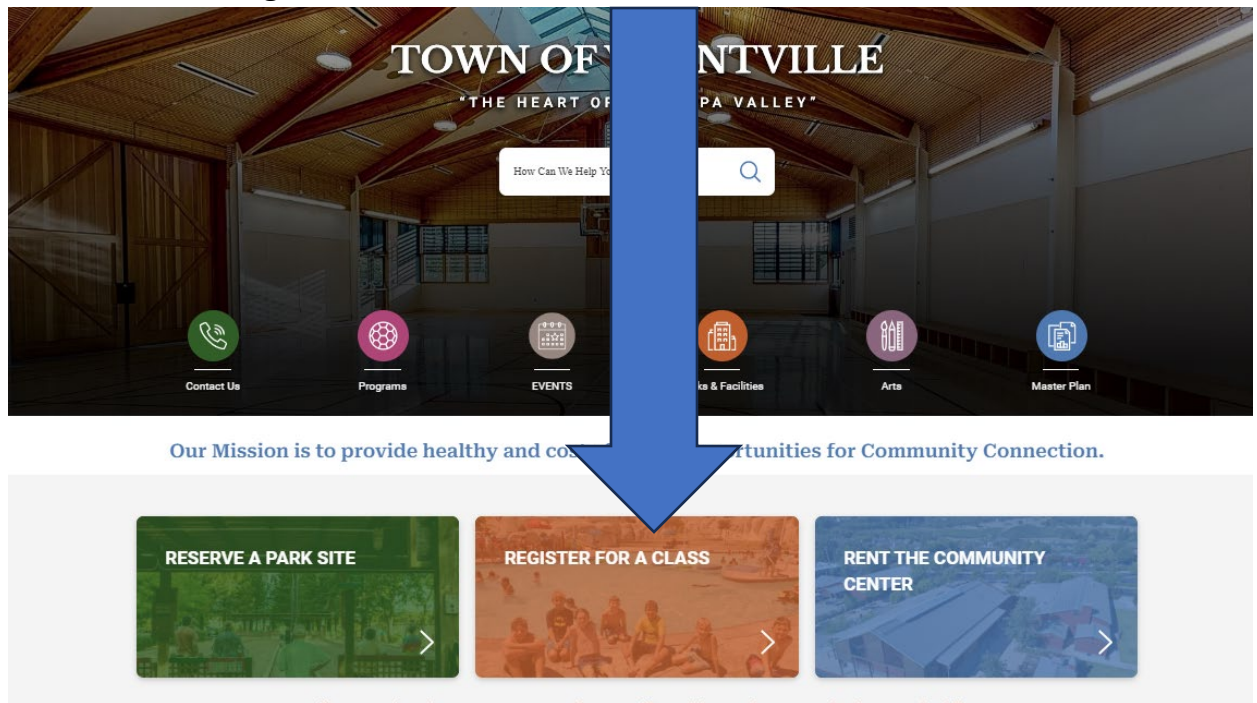 TOWN OF NTVILLE
"THE HEART OF PA VALLEY"
How Can We Help Yo
Contact Us
Programs
EVENTS
ks & Facilities
Arts
Master Plan
Our Mission is to provide healthy and cos rtunities for Community Connection.
RESERVE A PARK SITE
REGISTER FOR A CLASS
RENT THE COMMUNITY
CENTER